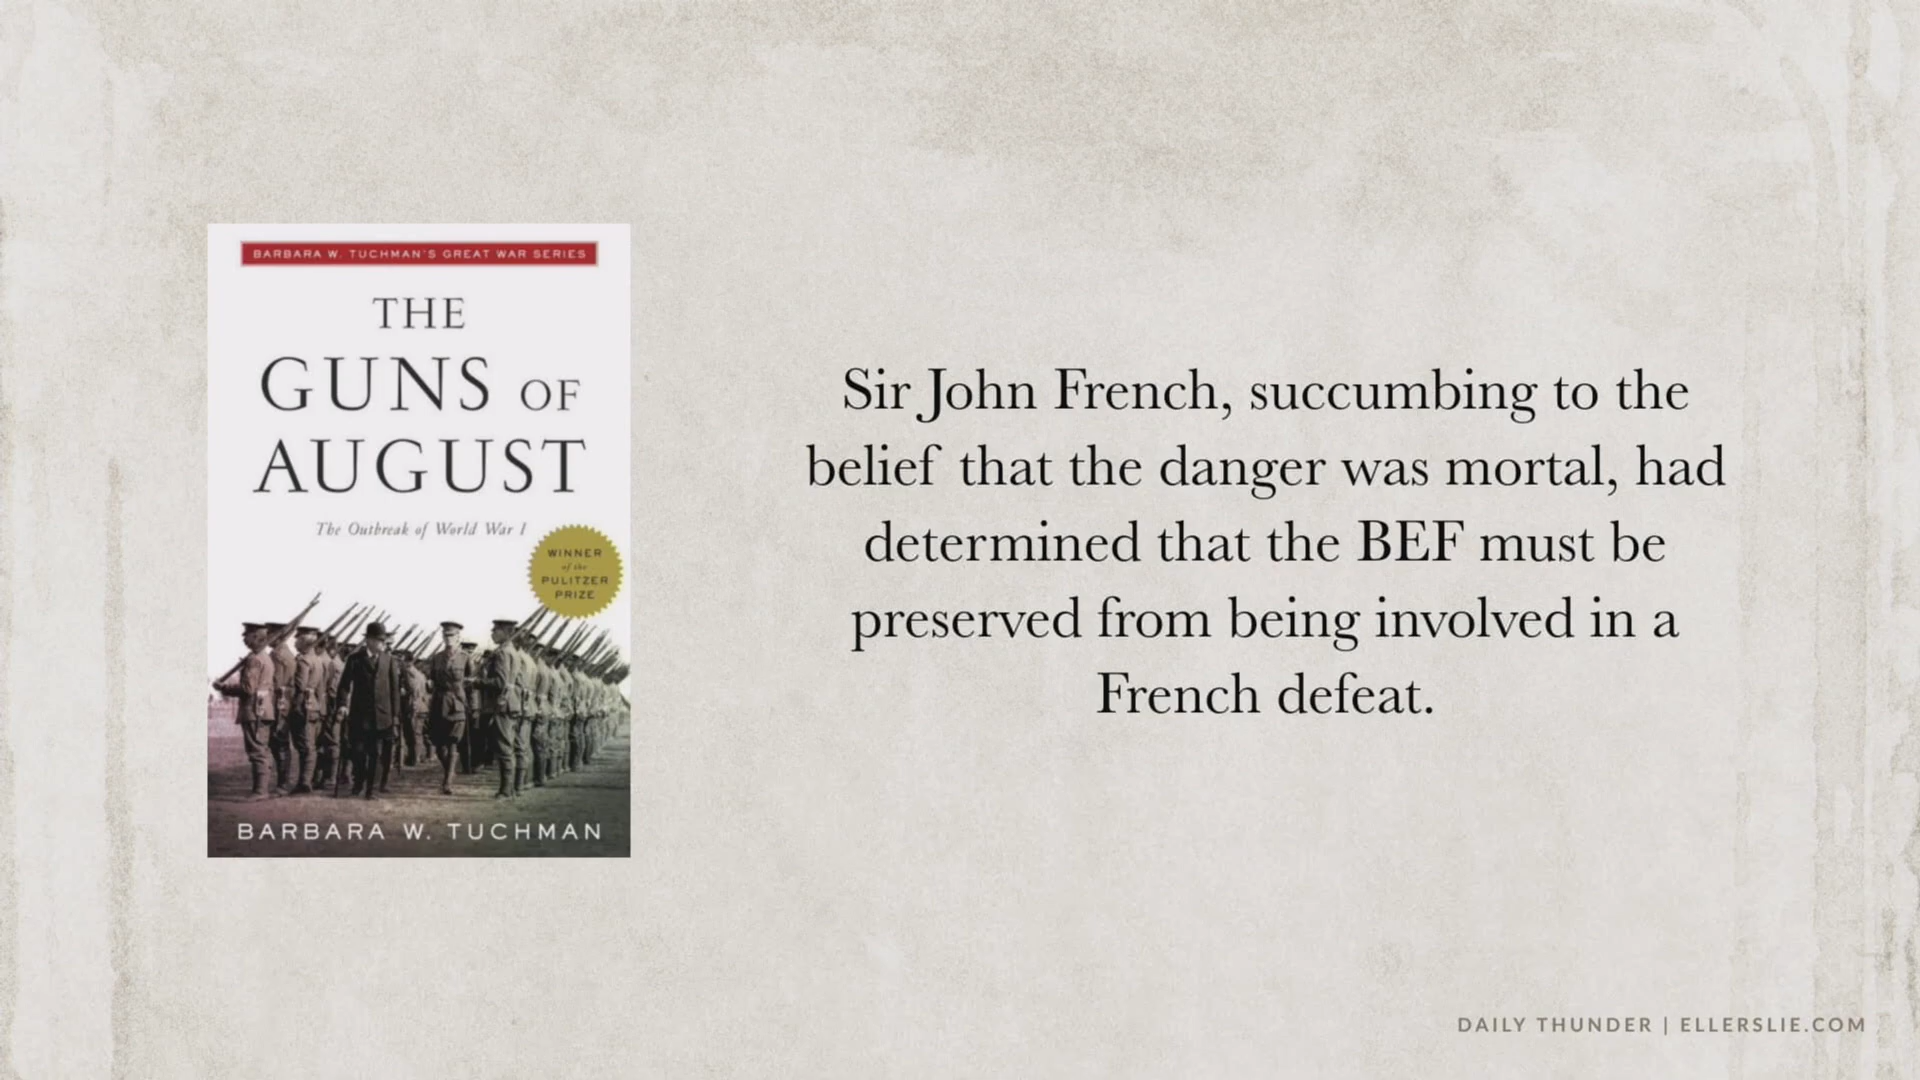 BARBARA W. TUCHMAN'S GREAT WAR SERIES
THE
GUNS OF
AUGUST
The Outbreak of World War I
WINNER
of the
PULITZER
PRIZE
BARBARA W. TUCHMAN
Sir John French, succumbing to the
belief that the danger was mortal, had
determined that the BEF must be
preserved from being involved in a
French defeat.
DAILY THUNDER | ELLERSLIE.COM